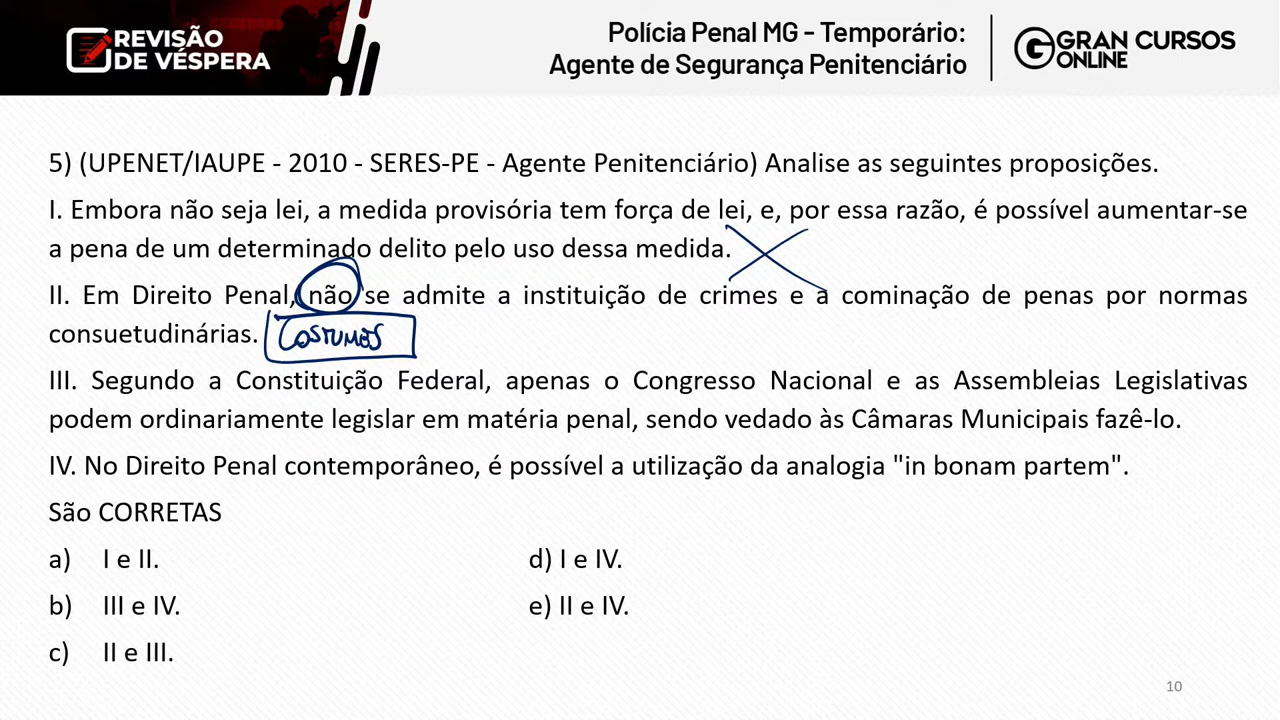 REVISÃO
DE VÉSPERA
Polícia Penal MG - Temporário:
Agente de Segurança Penitenciário
GRAN CURSOS
ONLINE
5) (UPENET/IAUPE - 2010 - SERES-PE - Agente Penitenciário) Analise as seguintes proposições.
I. Embora não seja lei, a medida provisória tem força de lei, e, por essa razão, é possível aumentar-se
a pena de um determinado delito pelo uso dessa medida.
II. Em Direito Penal, não se admite a instituição de crimes e a cominação de penas por normas
consuetudinárias. COSTUMES
III. Segundo a Constituição Federal, apenas o Congresso Nacional e as Assembleias Legislativas
podem ordinariamente legislar em matéria penal, sendo vedado às Câmaras Municipais fazê-lo.
IV. No Direito Penal contemporâneo, é possível a utilização da analogia "in bonam partem".
São CORRETAS
a) I e II.
b) III e IV.
c) II e III.
d) I e IV.
e) II e IV.
10